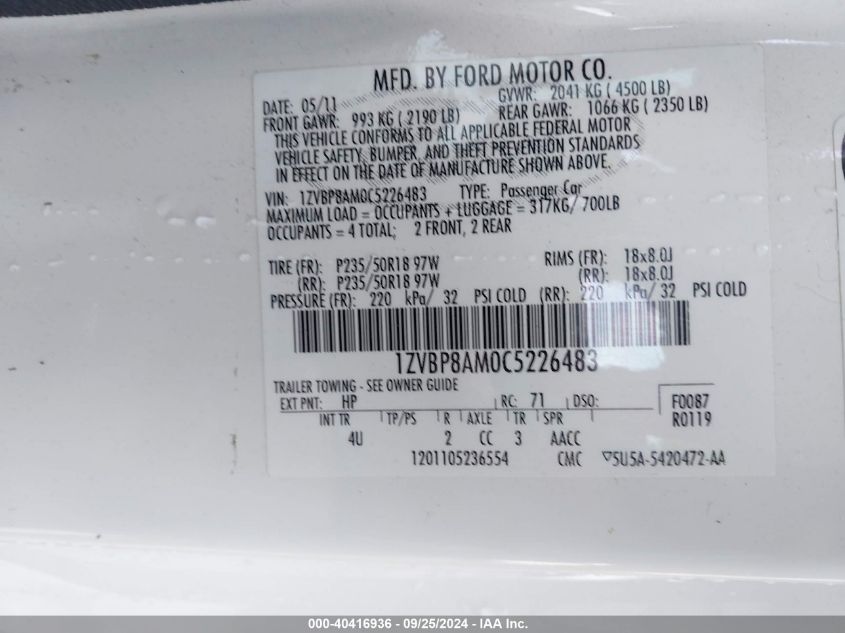 MFD. BY FORD MOTOR CO.
DATE: 05/11 GVWR: 2041 KG ( 4500 LB)
FRONT GAWR: 993 KG ( 2190 LB) REAR GAWR: 1066 KG ( 2350 LB)
THIS VEHICLE CONFORMS TO ALL APPLICABLE FEDERAL MOTOR
VEHICLE SAFETY, BUMPER, AND THEFT PREVENTION STANDARDS
IN EFFECT ON THE DATE OF MANUFACTURE SHOWN ABOVE.
VIN: 1ZVBP8AM0C5226483 TYPE: Passenger Car
MAXIMUM LOAD = OCCUPANTS + LUGGAGE = 317KG/ 700LB
OCCUPANTS = 4 TOTAL; 2 FRONT, 2 REAR
TIRE (FR): P235/50R18 97W RIMS (FR): 18x8.0J
(RR): P235/50R18 97W (RR): 18x8.0J
PRESSURE (FR): 220 kPa/ 32 PSI COLD (RR): 220 kPa/ 32 PSI COLD
1ZVBP8AM0C5226483
TRAILER TOWING - SEE OWNER GUIDE
EXT PNT: HP RC: 71 DSO: F0087
INT TR TP/PS R AXLE TR SPR R0119
4U 2 CC 3 AACC
1201105236554 CMC ▽5U5A-5420472-AA
000-40416936 - 09/25/2024 - Copyright © 2024 IAA, LLC.